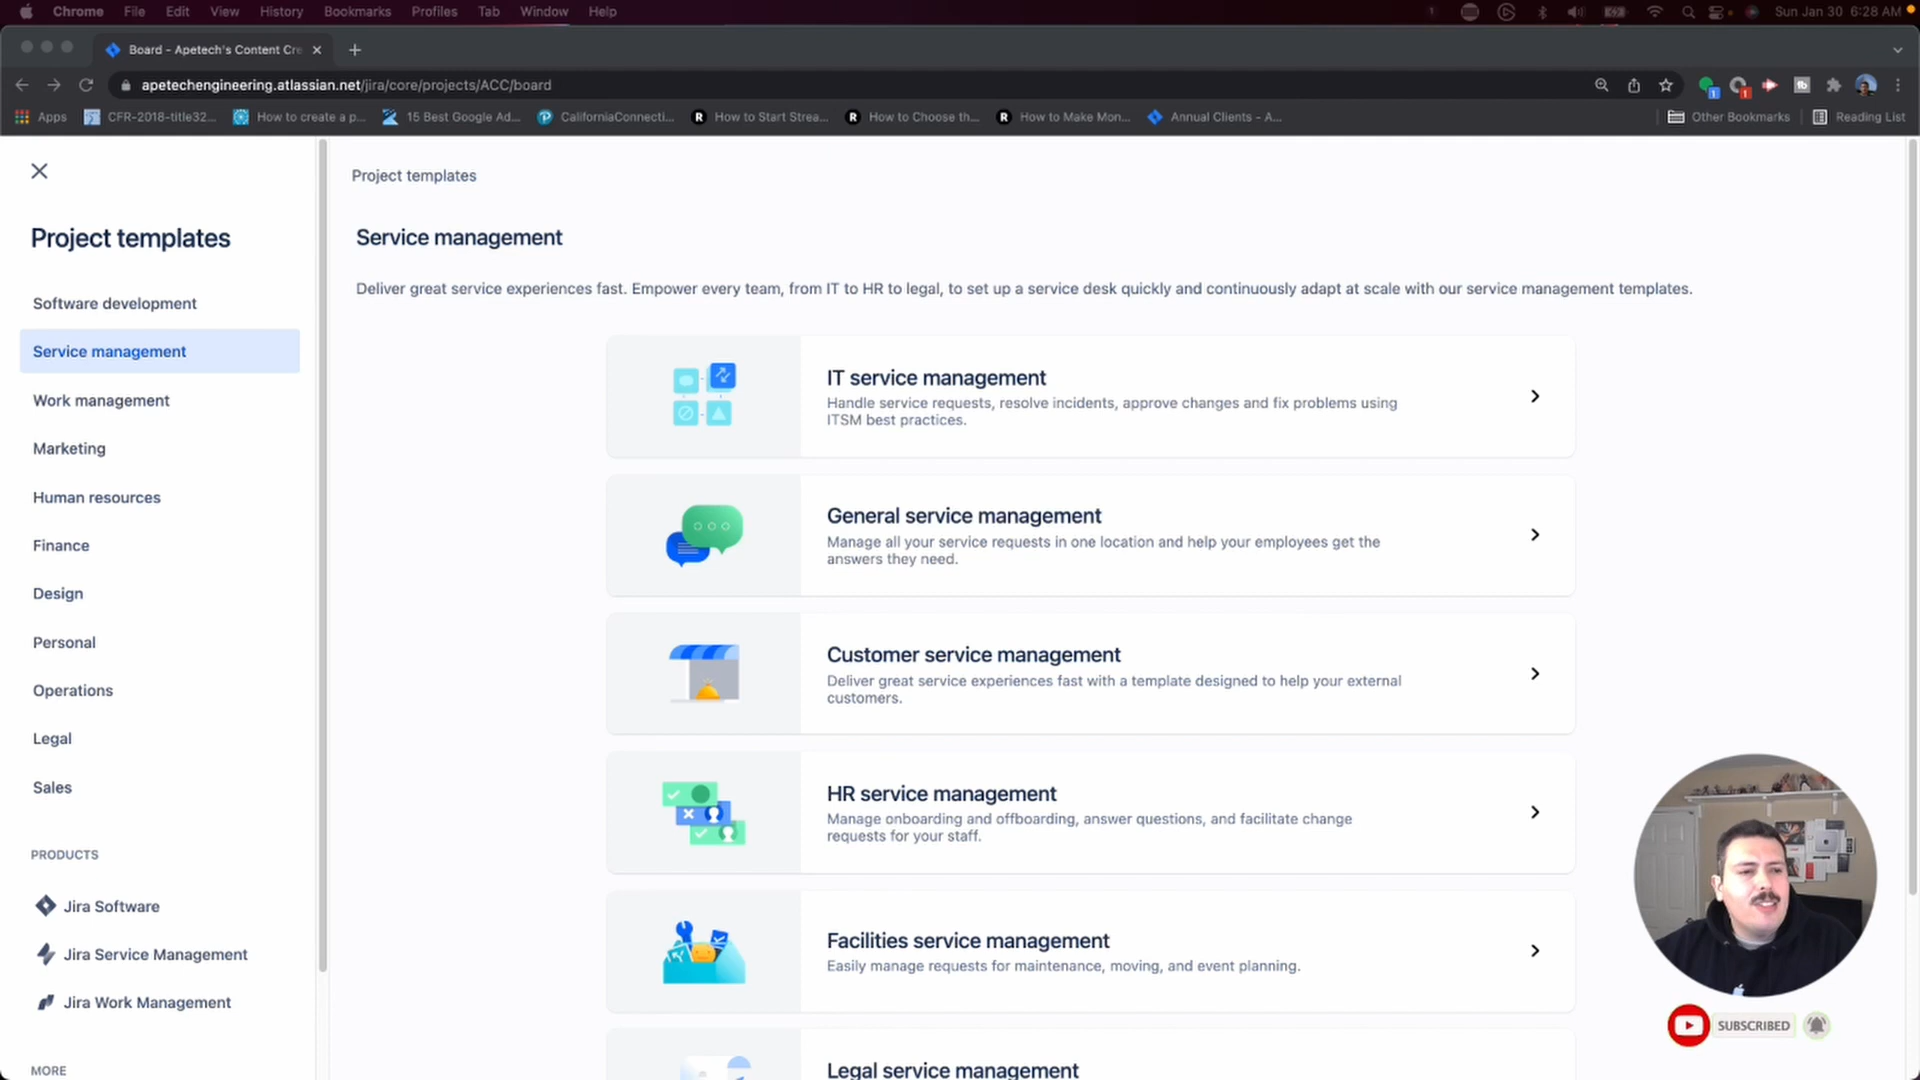 Chrome File Edit View History Bookmarks Profiles Tab Window Help
Sun Jan 30 6:28 AM
Board - Apetech's Content Cre
apetechengineering.atlassian.net/jira/core/projects/ACC/board
Apps CFR-2018-title32... How to create a p... 15 Best Google Ad... CaliforniaConnecti... How to Start Strea... How to Choose th... How to Make Mon... Annual Clients - A... Other Bookmarks Reading List
Project templates
Project templates
Software development
Service management
Work management
Marketing
Human resources
Finance
Design
Personal
Operations
Legal
Sales
PRODUCTS
Jira Software
Jira Service Management
Jira Work Management
MORE
Service management
Deliver great service experiences fast. Empower every team, from IT to HR to legal, to set up a service desk quickly and continuously adapt at scale with our service management templates.
IT service management
Handle service requests, resolve incidents, approve changes and fix problems using
ITSM best practices.
General service management
Manage all your service requests in one location and help your employees get the
answers they need.
Customer service management
Deliver great service experiences fast with a template designed to help your external
customers.
HR service management
Manage onboarding and offboarding, answer questions, and facilitate change
requests for your staff.
Facilities service management
Easily manage requests for maintenance, moving, and event planning.
Legal service management
SUBSCRIBED